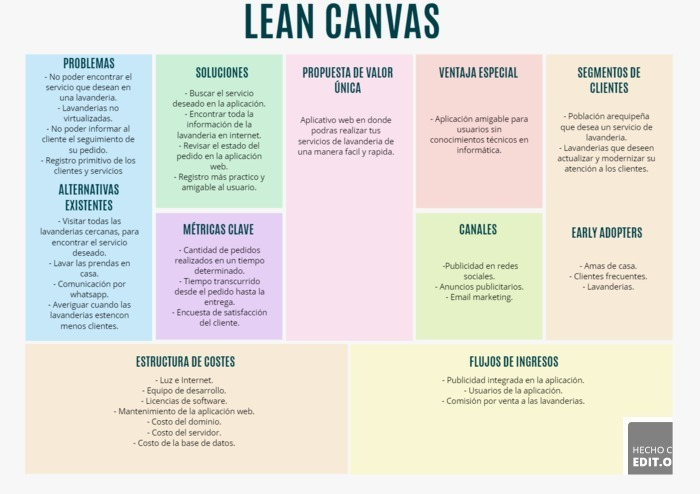 LEAN CANVAS
PROBLEMAS
- No poder encontrar el
servicio que desean en
una lavanderia.
- Lavanderias no
virtualizadas.
- No poder informar al
cliente el seguimiento de
su pedido.
- Registro primitivo de los
clientes y servicios
ALTERNATIVAS
EXISTENTES
- Visitar todas las
lavanderias cercanas, para
encontrar el servicio
deseado.
- Lavar las prendas en
casa.
- Comunicación por
whatsapp.
- Averiguar cuando las
lavanderias estencon
menos clientes.
SOLUCIONES
- Buscar el servicio
deseado en la aplicación.
- Encontrar toda la
información de la
lavanderia en internet.
- Revisar el estado del
pedido en la aplicación
web.
- Registro más practico y
amigable al usuario.
MÉTRICAS CLAVE
- Cantidad de pedidos
realizados en un tiempo
determinado.
- Tiempo transcurrido
desde el pedido hasta la
entrega.
- Encuesta de satisfacción
del cliente.
PROPUESTA DE VALOR
ÚNICA
Aplicativo web en donde
podras realizar tus
servicios de lavanderia de
una manera facil y rapida.
VENTAJA ESPECIAL
- Aplicación amigable para
usuarios sin
conocimientos técnicos en
informática.
CANALES
-Publicidad en redes
sociales.
- Anuncios publicitarios.
- Email marketing.
SEGMENTOS DE
CLIENTES
- Población arequipeña
que desea un servicio de
lavanderia.
- Lavanderias que deseen
actualizar y modernizar su
atención a los clientes.
EARLY ADOPTERS
- Amas de casa.
- Clientes frecuentes.
- Lavanderias.
ESTRUCTURA DE COSTES
- Luz e Internet.
- Equipo de desarrollo.
- Licencias de software.
- Mantenimiento de la aplicación web.
- Costo del dominio.
- Costo del servidor.
- Costo de la base de datos.
FLUJOS DE INGRESOS
- Publicidad integrada en la aplicación.
- Usuarios de la aplicación.
- Comisión por venta a las lavanderias.
HECHO C
EDIT.O